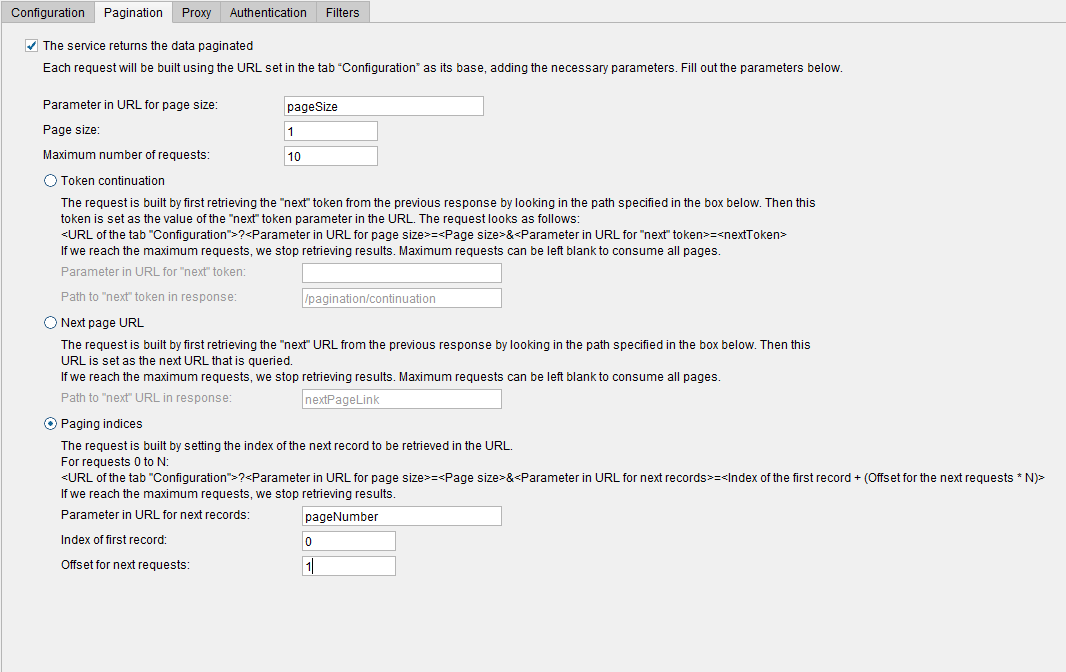 Configuration Pagination Proxy Authentication Filters
The service returns the data paginated
Each request will be built using the URL set in the tab “Configuration” as its base, adding the necessary parameters. Fill out the parameters below.
Parameter in URL for page size: pageSize
Page size: 1
Maximum number of requests: 10
Token continuation
The request is built by first retrieving the "next" token from the previous response by looking in the path specified in the box below. Then this
token is set as the value of the "next" token parameter in the URL. The request looks as follows:
<URL of the tab "Configuration">?<Parameter in URL for page size>=<Page size>&<Parameter in URL for "next" token>=<nextToken>
If we reach the maximum requests, we stop retrieving results. Maximum requests can be left blank to consume all pages.
Parameter in URL for "next" token:
Path to "next" token in response: /pagination/continuation
Next page URL
The request is built by first retrieving the "next" URL from the previous response by looking in the path specified in the box below. Then this
URL is set as the next URL that is queried.
If we reach the maximum requests, we stop retrieving results. Maximum requests can be left blank to consume all pages.
Path to "next" URL in response: nextPageLink
Paging indices
The request is built by setting the index of the next record to be retrieved in the URL.
For requests 0 to N:
<URL of the tab "Configuration">?<Parameter in URL for page size>=<Page size>&<Parameter in URL for next records>=<Index of the first record + (Offset for the next requests * N)>
If we reach the maximum requests, we stop retrieving results.
Parameter in URL for next records: pageNumber
Index of first record: 0
Offset for next requests: 1